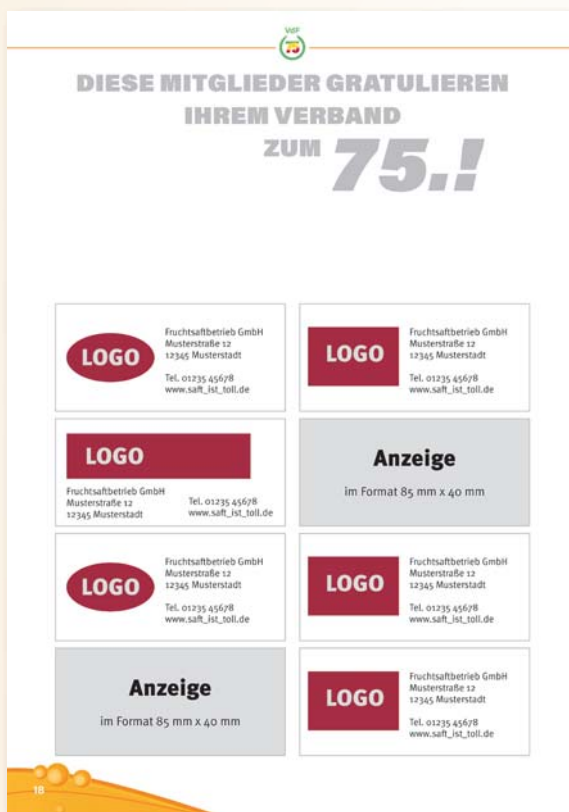 VdF
75
DIESE MITGLIEDER GRATULIEREN
IHREM VERBAND
ZUM 75.!
LOGO
Fruchtsaftbetrieb GmbH
Musterstraße 12
12345 Musterstadt
Tel. 01235 45678
www.saft_ist_toll.de
LOGO
Fruchtsaftbetrieb GmbH
Musterstraße 12
12345 Musterstadt
Tel. 01235 45678
www.saft_ist_toll.de
LOGO
Fruchtsaftbetrieb GmbH
Musterstraße 12
12345 Musterstadt
Tel. 01235 45678
www.saft_ist_toll.de
Anzeige
im Format 85 mm x 40 mm
LOGO
Fruchtsaftbetrieb GmbH
Musterstraße 12
12345 Musterstadt
Tel. 01235 45678
www.saft_ist_toll.de
LOGO
Fruchtsaftbetrieb GmbH
Musterstraße 12
12345 Musterstadt
Tel. 01235 45678
www.saft_ist_toll.de
Anzeige
im Format 85 mm x 40 mm
LOGO
Fruchtsaftbetrieb GmbH
Musterstraße 12
12345 Musterstadt
Tel. 01235 45678
www.saft_ist_toll.de
18